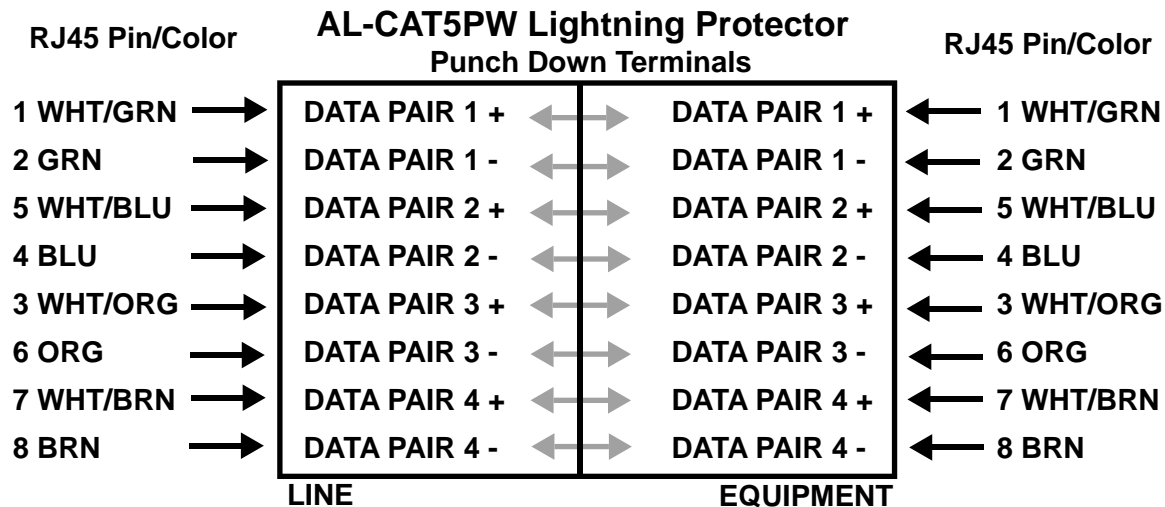 AL-CAT5PW Lightning Protector
RJ45 Pin/Color Punch Down Terminals RJ45 Pin/Color
1 WHT/GRN DATA PAIR 1 + DATA PAIR 1 + 1 WHT/GRN
2 GRN DATA PAIR 1 - DATA PAIR 1 - 2 GRN
5 WHT/BLU DATA PAIR 2 + DATA PAIR 2 + 5 WHT/BLU
4 BLU DATA PAIR 2 - DATA PAIR 2 - 4 BLU
3 WHT/ORG DATA PAIR 3 + DATA PAIR 3 + 3 WHT/ORG
6 ORG DATA PAIR 3 - DATA PAIR 3 - 6 ORG
7 WHT/BRN DATA PAIR 4 + DATA PAIR 4 + 7 WHT/BRN
8 BRN DATA PAIR 4 - DATA PAIR 4 - 8 BRN
LINE EQUIPMENT